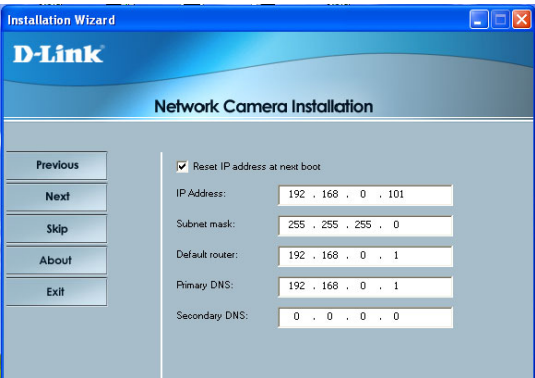 Installation Wizard
D-Link
Network Camera Installation
Previous
Next
Skip
About
Exit
Reset IP address at next boot
IP Address: 192 . 168 . 0 . 101
Subnet mask: 255 . 255 . 255 . 0
Default router: 192 . 168 . 0 . 1
Primary DNS: 192 . 168 . 0 . 1
Secondary DNS: 0 . 0 . 0 . 0